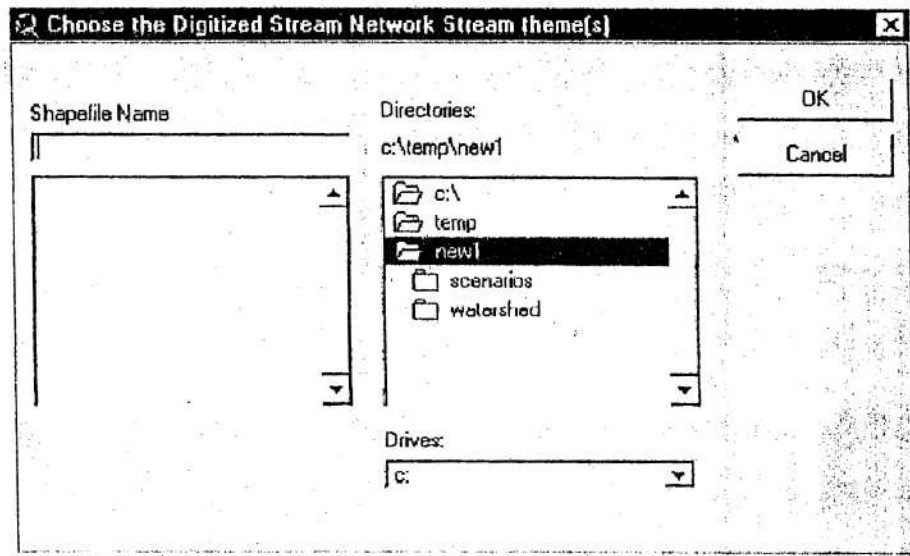 Choose the Digitized Stream Network Stream theme(s)
Shapefile Name
Directories:
c:\temp\new1
OK
Cancel
c:\
temp
new1
scenarios
watershed
Drives:
c: